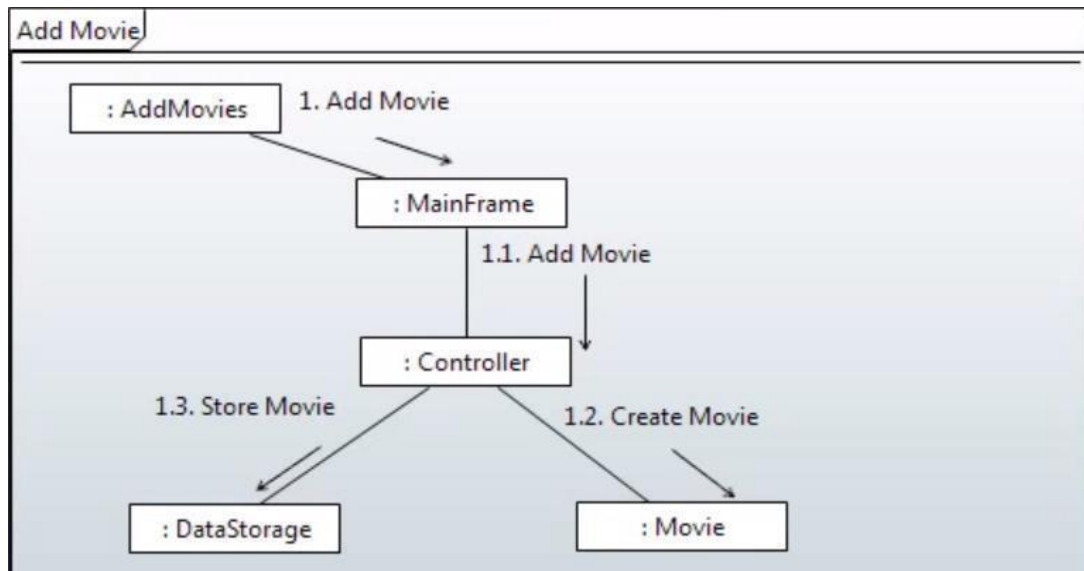 Add Movie
: AddMovies
1. Add Movie
: MainFrame
1.1. Add Movie
: Controller
1.3. Store Movie
1.2. Create Movie
: DataStorage
: Movie